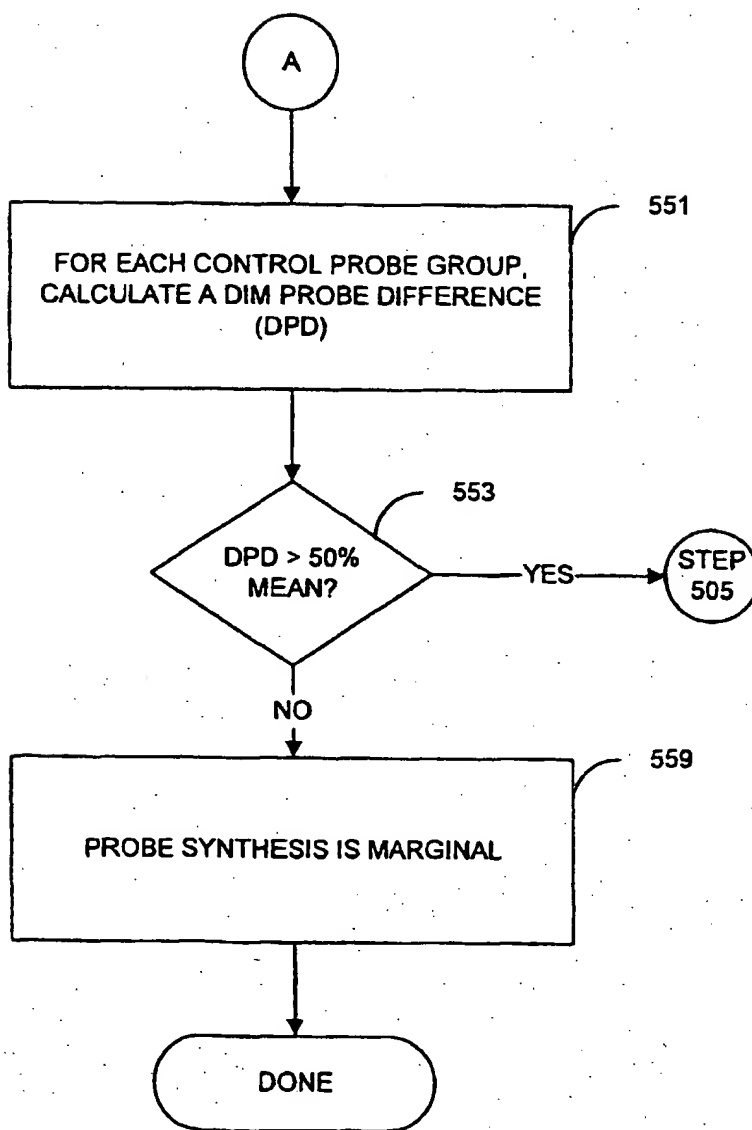 A
551
FOR EACH CONTROL PROBE GROUP,
CALCULATE A DIM PROBE DIFFERENCE
(DPD)
553
DPD > 50%
MEAN?
YES
STEP
505
NO
559
PROBE SYNTHESIS IS MARGINAL
DONE